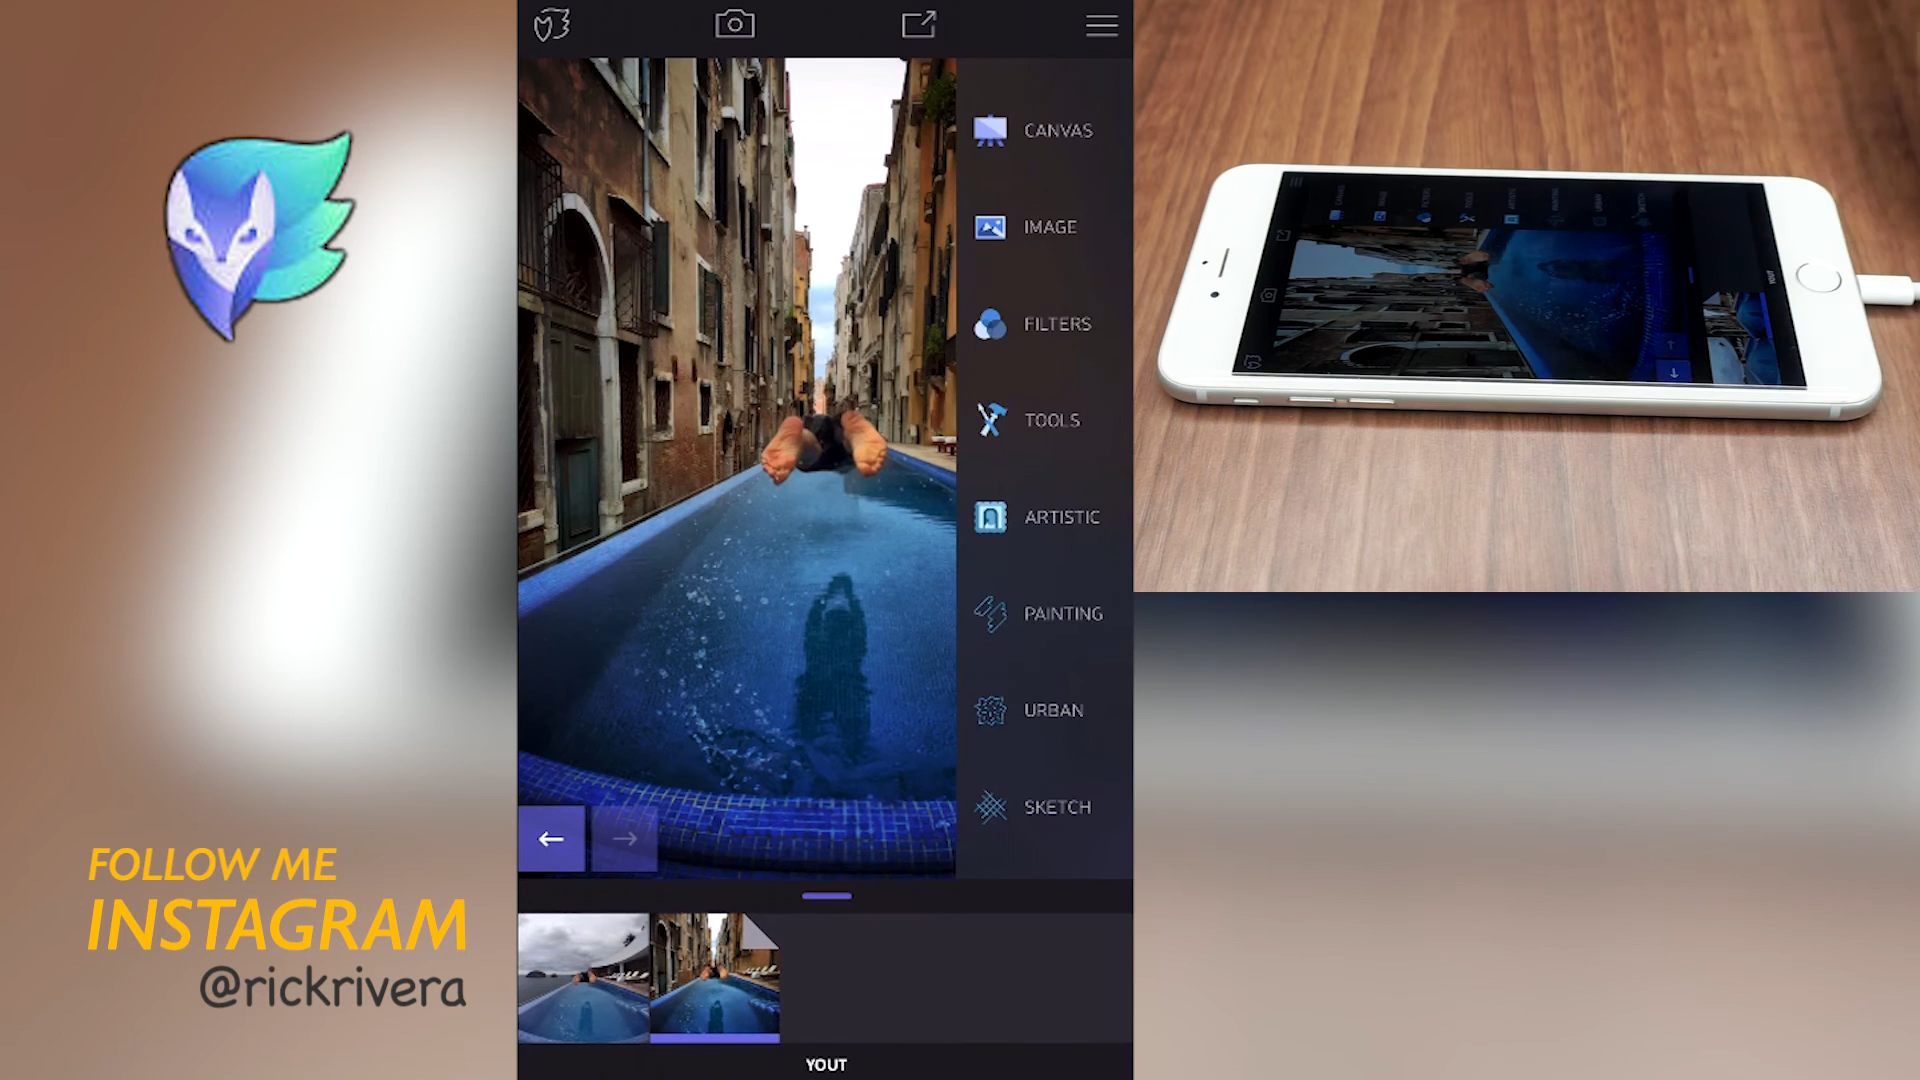 FOLLOW ME
INSTAGRAM
@rickrivera
CANVAS
IMAGE
FILTERS
TOOLS
ARTISTIC
PAINTING
URBAN
SKETCH
YOUT